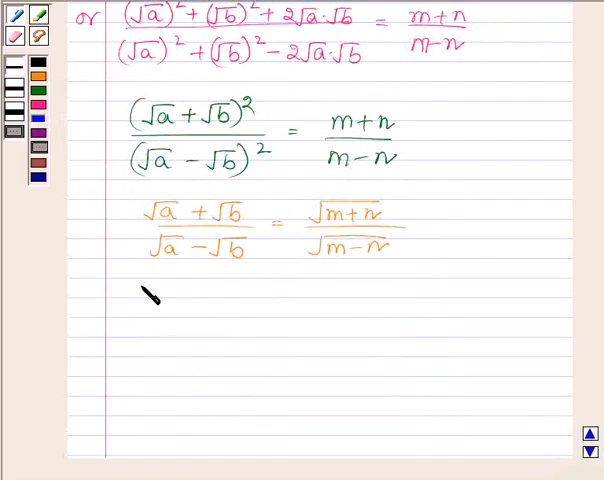 or (√a)² + (√b)² + 2√a·√b / (√a)² + (√b)² - 2√a·√b = m+n / m-n
(√a + √b)² / (√a - √b)² = m+n / m-n
√a + √b / √a - √b = √m+n / √m-n